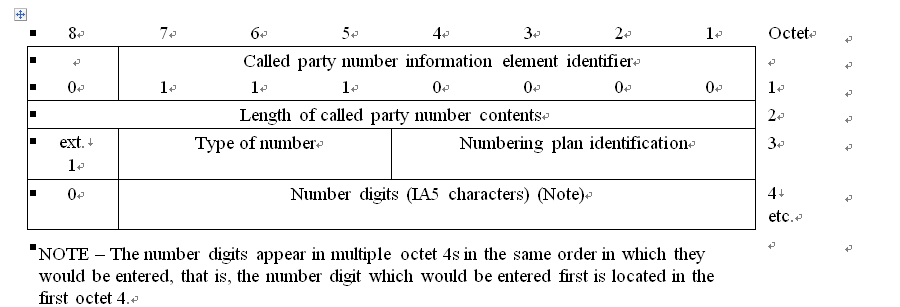 8 7 6 5 4 3 2 1 Octet
Called party number information element identifier
0 1 1 1 0 0 0 0 1
Length of called party number contents 2
ext. Type of number Numbering plan identification 3
1
0 Number digits (IA5 characters) (Note) 4
etc.
NOTE – The number digits appear in multiple octet 4s in the same order in which they
would be entered, that is, the number digit which would be entered first is located in the
first octet 4.